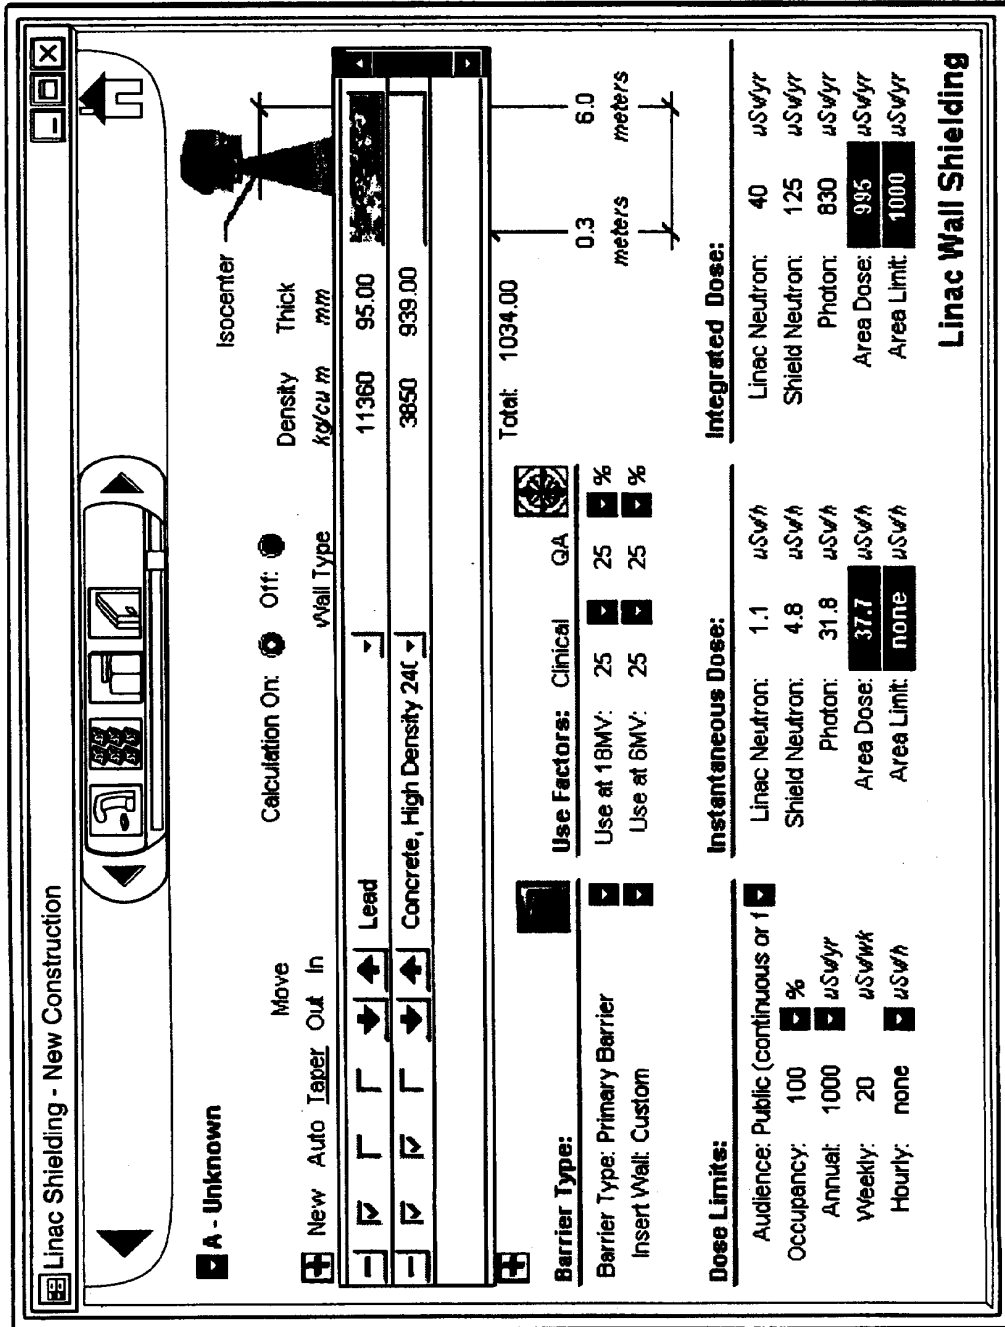 Linac Shielding - New Construction
A - Unknown
Calculation On: Off:
Isocenter
Move
New Auto Taper Out In Wall Type
Density Thick
kg/cu m mm
Lead 11360 95.00
Concrete, High Density 240 3850 939.00
Total: 1034.00
0.3 meters
6.0 meters
Barrier Type:
Barrier Type: Primary Barrier
Insert Wall: Custom
Use Factors: Clinical QA
Use at 18MV: 25 25 %
Use at 6MV: 25 25 %
Dose Limits:
Audience: Public (continuous or f
Occupancy: 100 %
Annual: 1000 uSv/yr
Weekly: 20 uSv/wk
Hourly: none uSv/h
Instantaneous Dose:
Linac Neutron: 1.1 uSv/h
Shield Neutron: 4.8 uSv/h
Photon: 31.8 uSv/h
Area Dose: 37.7 uSv/h
Area Limit: none uSv/h
Integrated Dose:
Linac Neutron: 40 uSv/yr
Shield Neutron: 125 uSv/yr
Photon: 830 uSv/yr
Area Dose: 995 uSv/yr
Area Limit: 1000 uSv/yr
Linac Wall Shielding